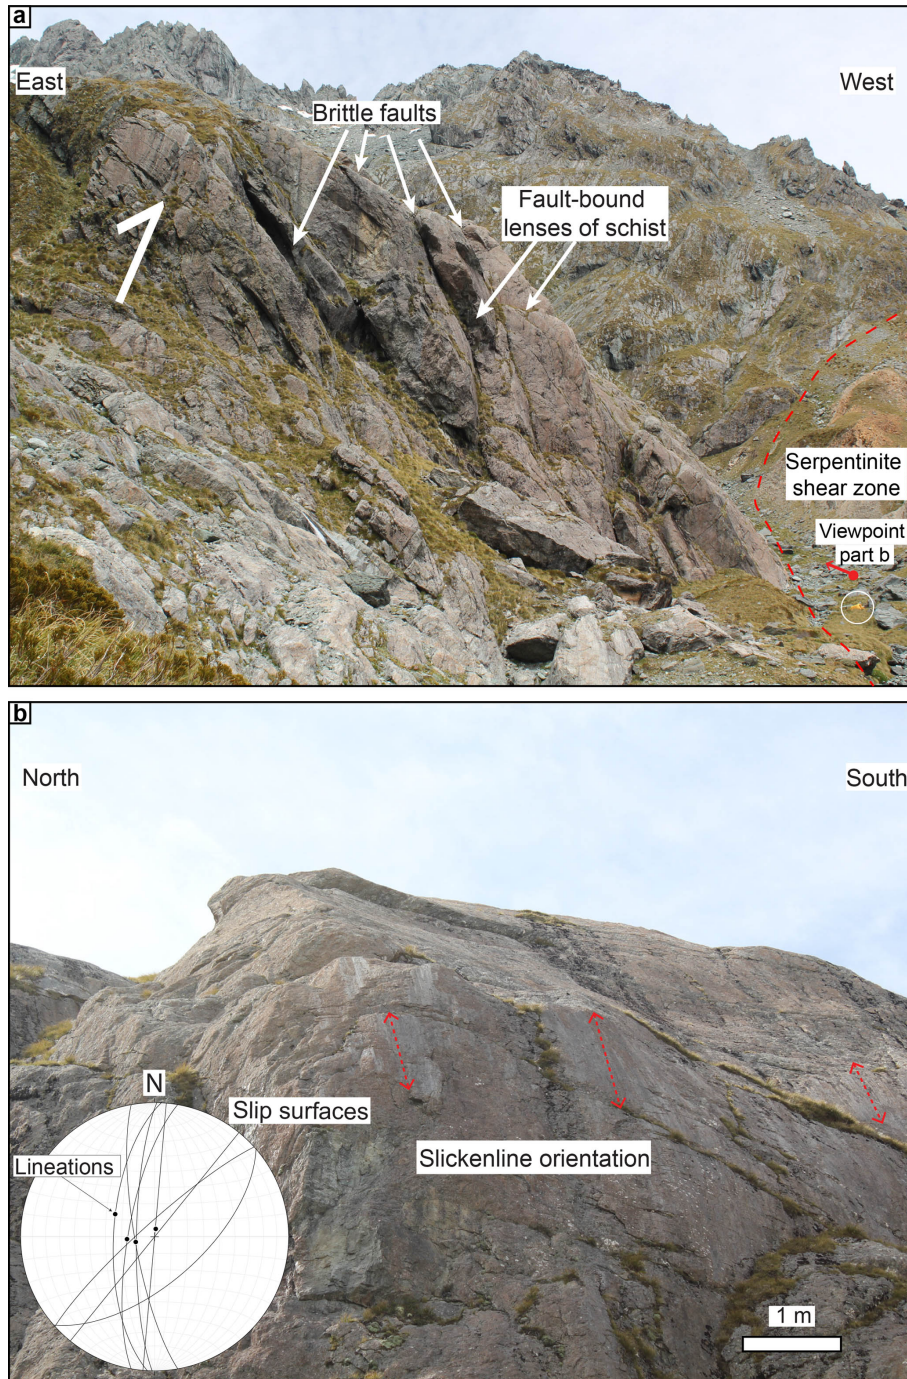 a
East
West
Brittle faults
Fault-bound
lenses of schist
Serpentinite
shear zone
Viewpoint
part b
b
North
South
N
Slip surfaces
Lineations
Slickenline orientation
1 m